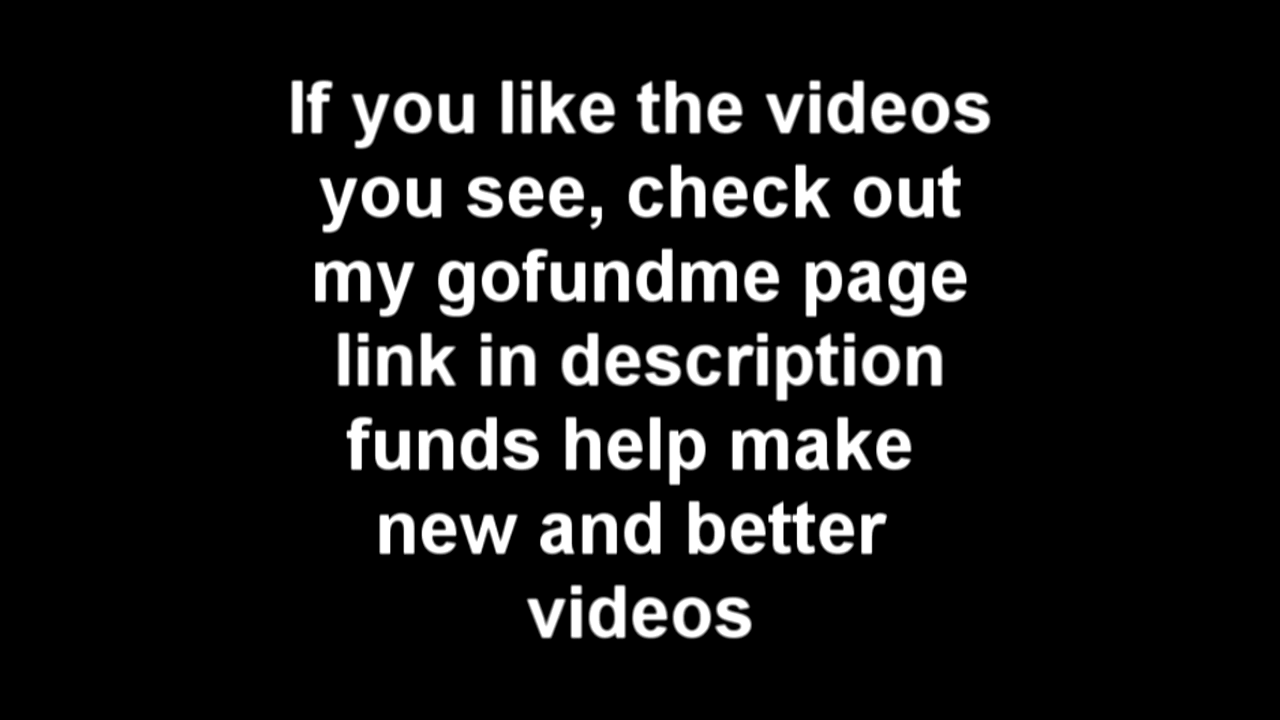 If you like the videos
you see, check out
my gofundme page
link in description
funds help make
new and better
videos